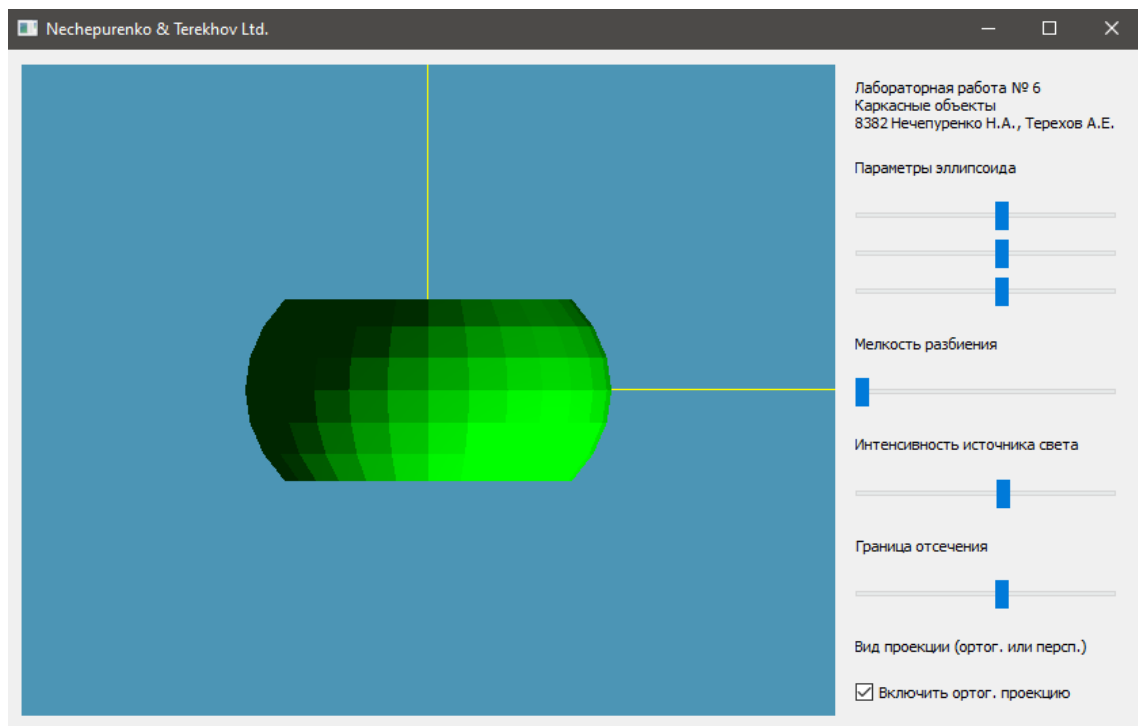 Nechepurenko & Terekhov Ltd.
Лабораторная работа № 6
Каркасные объекты
8382 Нечепуренко Н.А., Терехов А.Е.
Параметры эллипсоида
Мелкость разбиения
Интенсивность источника света
Граница отсечения
Вид проекции (ортог. или персп.)
Включить ортог. проекцию